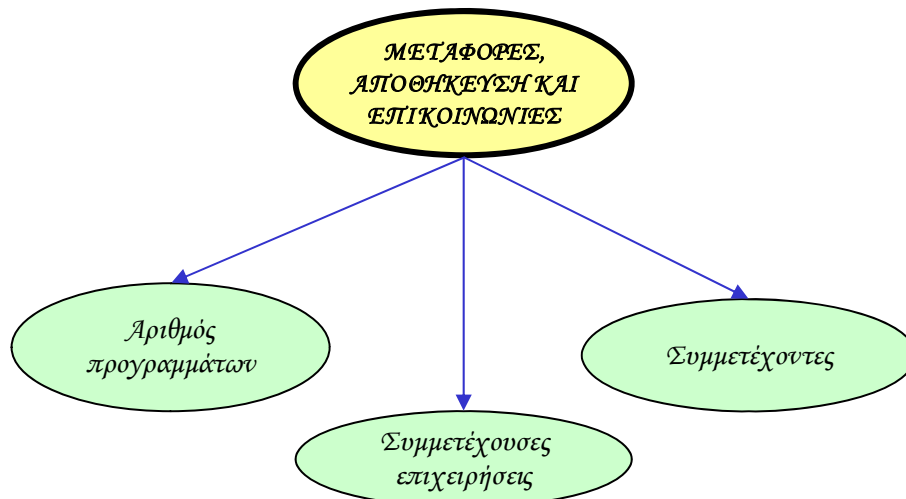 ΜΕΤΑΦΟΡΕΣ,
ΑΠΟΘΗΚΕΥΣΗ ΚΑΙ
ΕΠΙΚΟΙΝΩΝΙΕΣ
Αριθμός
προγραμμάτων
Συμμετέχοντες
Συμμετέχουσες
επιχειρήσεις